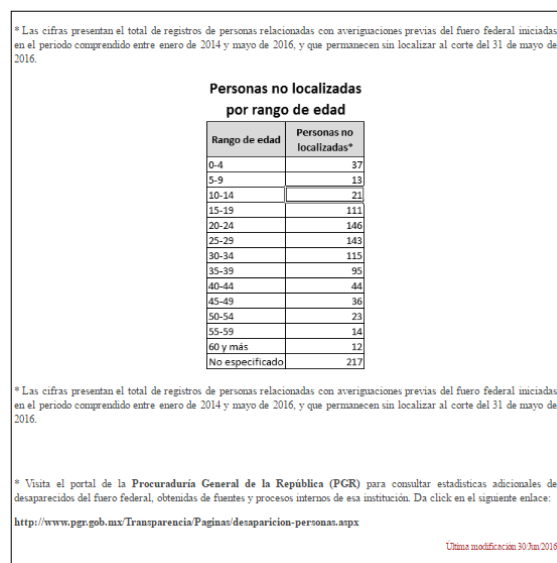 * Las cifras presentan el total de registros de personas relacionadas con averiguaciones previas del fuero federal iniciadas
en el periodo comprendido entre enero de 2014 y mayo de 2016, y que permanecen sin localizar al corte del 31 de mayo de
2016.
Personas no localizadas
por rango de edad
Rango de edad Personas no
localizadas*
0-4 37
5-9 13
10-14 21
15-19 111
20-24 146
25-29 143
30-34 115
35-39 95
40-44 44
45-49 36
50-54 23
55-59 14
60 y más 12
No especificado 217
* Las cifras presentan el total de registros de personas relacionadas con averiguaciones previas del fuero federal iniciadas
en el periodo comprendido entre enero de 2014 y mayo de 2016, y que permanecen sin localizar al corte del 31 de mayo de
2016.
* Visita el portal de la Procuraduría General de la República (PGR) para consultar estadísticas adicionales de
desaparecidos del fuero federal, obtenidas de fuentes y procesos internos de esa institución. Da click en el siguiente enlace:
http://www.pgr.gob.mx/Transparencia/Paginas/desaparicion-personas.aspx
Última modificación 30/Jun/2016